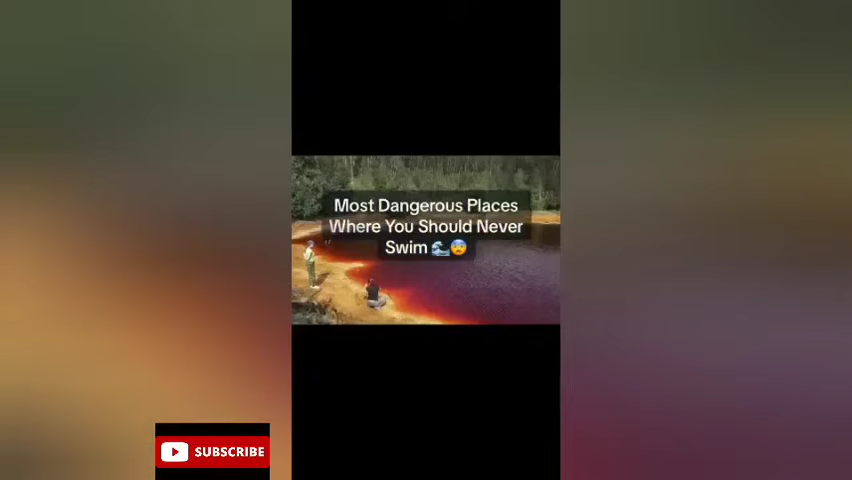 Most Dangerous Places
Where You Should Never
Swim 🌊😨
SUBSCRIBE